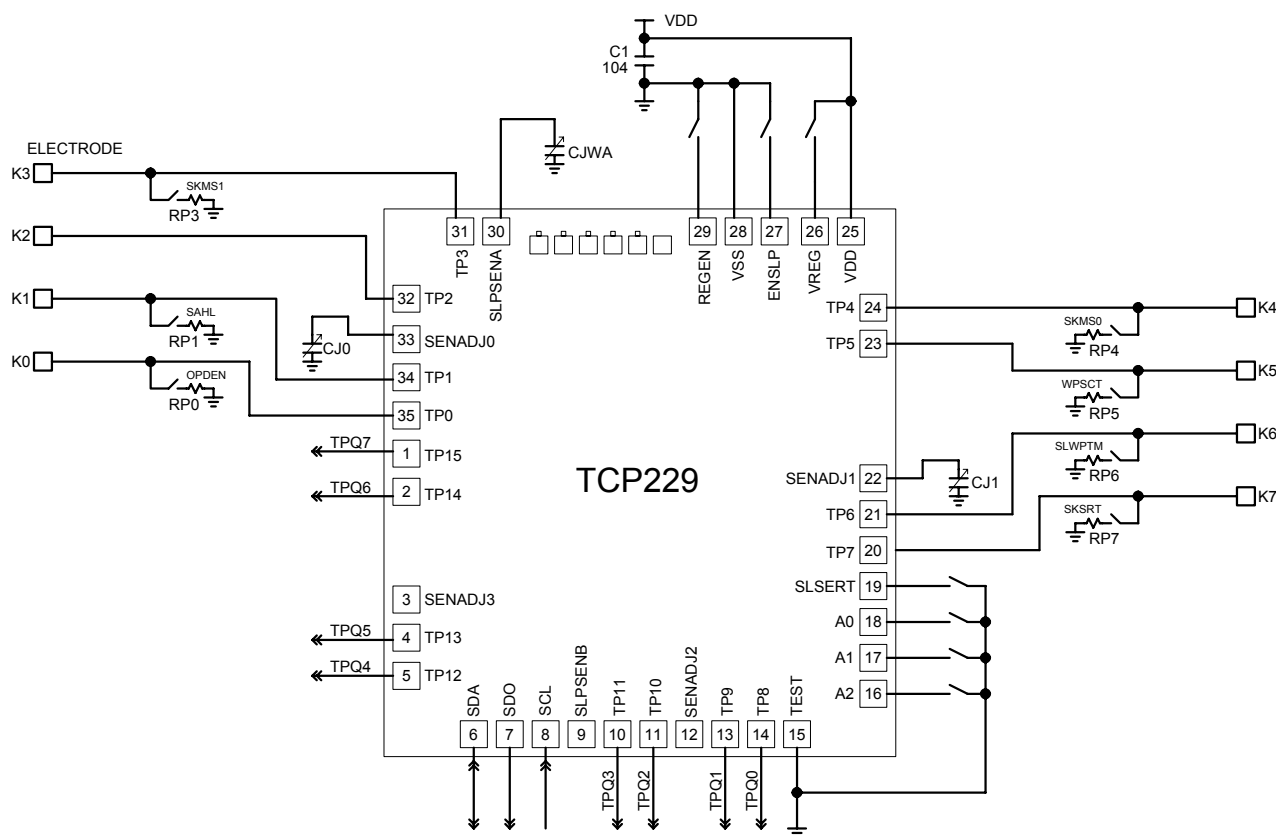 VDD
C1
104
CJWA
ELECTRODE
K3
SKMS1
RP3
K2
K1
SAHL
RP1
K0
OPDEN
RP0
CJ0
31
TP3
30
SLPSENA
29
REGEN
28
VSS
27
ENSLP
26
VREG
25
VDD
32 TP2
33 SENADJ0
34 TP1
35 TP0
TPQ7 1 TP15
TPQ6 2 TP14
3 SENADJ3
TPQ5 4 TP13
TPQ4 5 TP12
TCP229
TP4 24
TP5 23
SENADJ1 22
CJ1
TP6 21
TP7 20
SLSERT 19
A0 18
A1 17
A2 16
K4
SKMS0
RP4
K5
WPSCT
RP5
K6
SLWPTM
RP6
K7
SKSRT
RP7
SDA
6
SDO
7
SCL
8
SLPSENB
9
TP11
10
TPQ3
TP10
11
TPQ2
SENADJ2
12
TP9
13
TPQ1
TP8
14
TPQ0
TEST
15